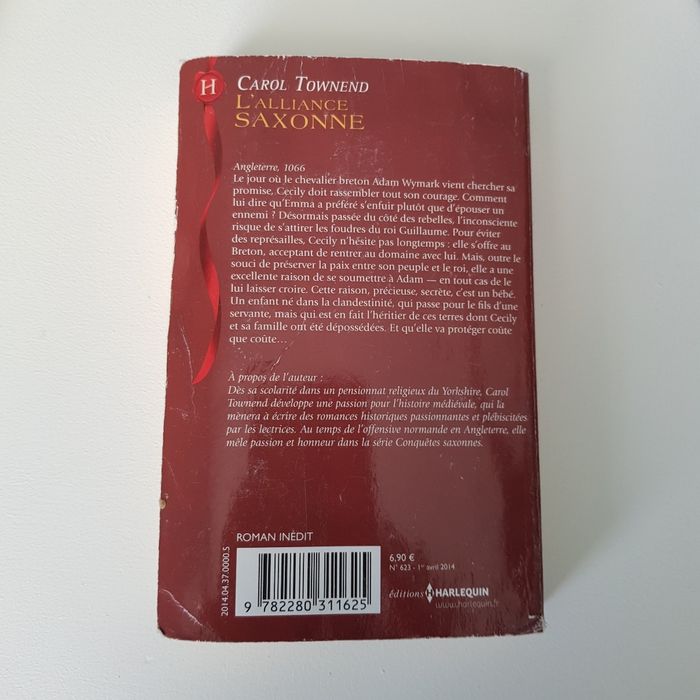 H
CAROL TOWNEND
L'ALLIANCE
SAXONNE
Angleterre, 1066
Le jour où le chevalier breton Adam Wymark vient chercher sa
promise, Cecily doit rassembler tout son courage. Comment
lui dire qu'Emma a préféré s'enfuir plutôt que d'épouser un
ennemi ? Désormais passée du côté des rebelles, l'inconsciente
risque de s'attirer les foudres du roi Guillaume. Pour éviter
des représailles, Cecily n'hésite pas longtemps : elle s'offre au
Breton, acceptant de rentrer au domaine avec lui. Mais, outre le
souci de préserver la paix entre son peuple et le roi, elle a une
excellente raison de se soumettre à Adam — en tout cas de le
lui laisser croire. Cette raison, précieuse, secrète, c'est un bébé.
Un enfant né dans la clandestinité, qui passe pour le fils d'une
servante, mais qui est en fait l'héritier de ces terres dont Cecily
et sa famille ont été dépossédées. Et qu'elle va protéger coûte
que coûte...
À propos de l'auteur :
Dès sa scolarité dans un pensionnat religieux du Yorkshire, Carol
Townend développe une passion pour l'histoire médiévale, qui la
mènera à écrire des romances historiques passionnantes et plébiscitées
par les lectrices. Au temps de l'offensive normande en Angleterre, elle
mêle passion et honneur dans la série Conquêtes saxonnes.
ROMAN INÉDIT
2014.04.37.0000.5
9 782280 311625
6,90 €
N° 623 - 1er avril 2014
éditions HARLEQUIN
www.harlequin.fr